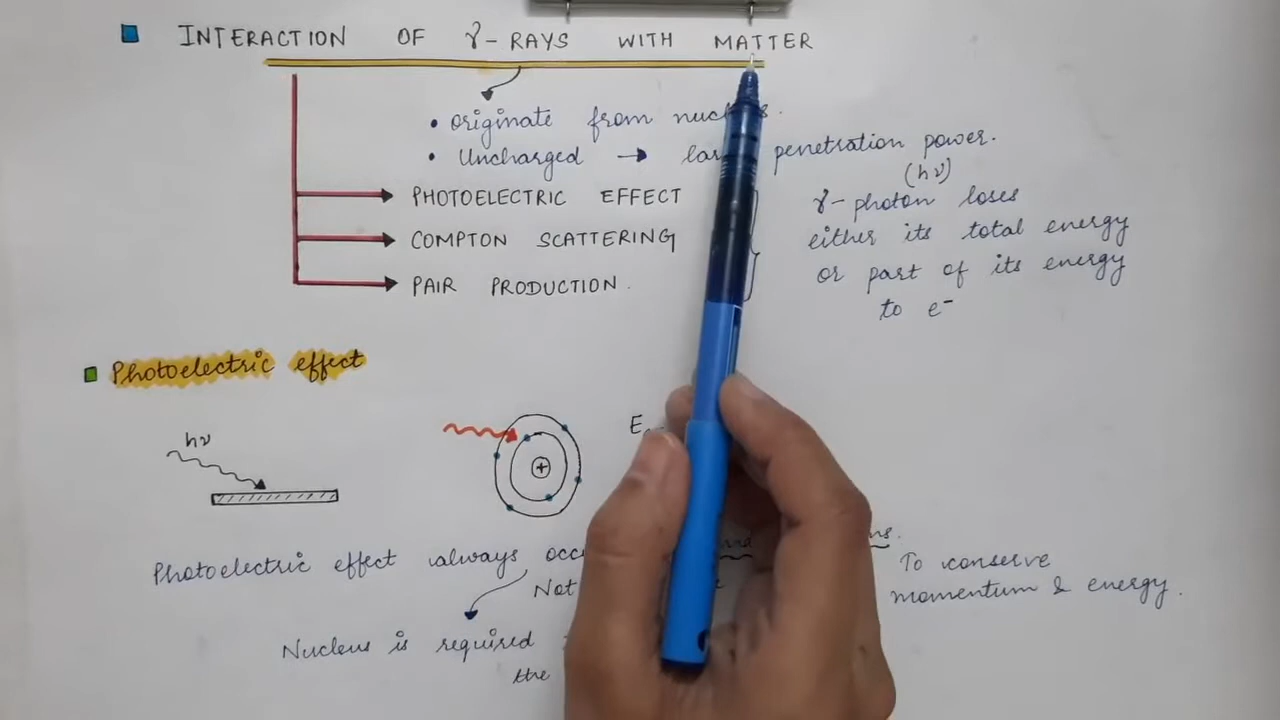 INTERACTION OF γ-RAYS WITH MATTER
• originate from
• Uncharged → penetration power.
PHOTOELECTRIC EFFECT
COMPTON SCATTERING
PAIR PRODUCTION.
(hν)
γ-photon loses
either its total energy
or part of its energy
to e⁻
Photoelectric effect
hν
+
E
Photoelectric effect always
Not
To conserve
momentum & energy.
Nucleus is required
the